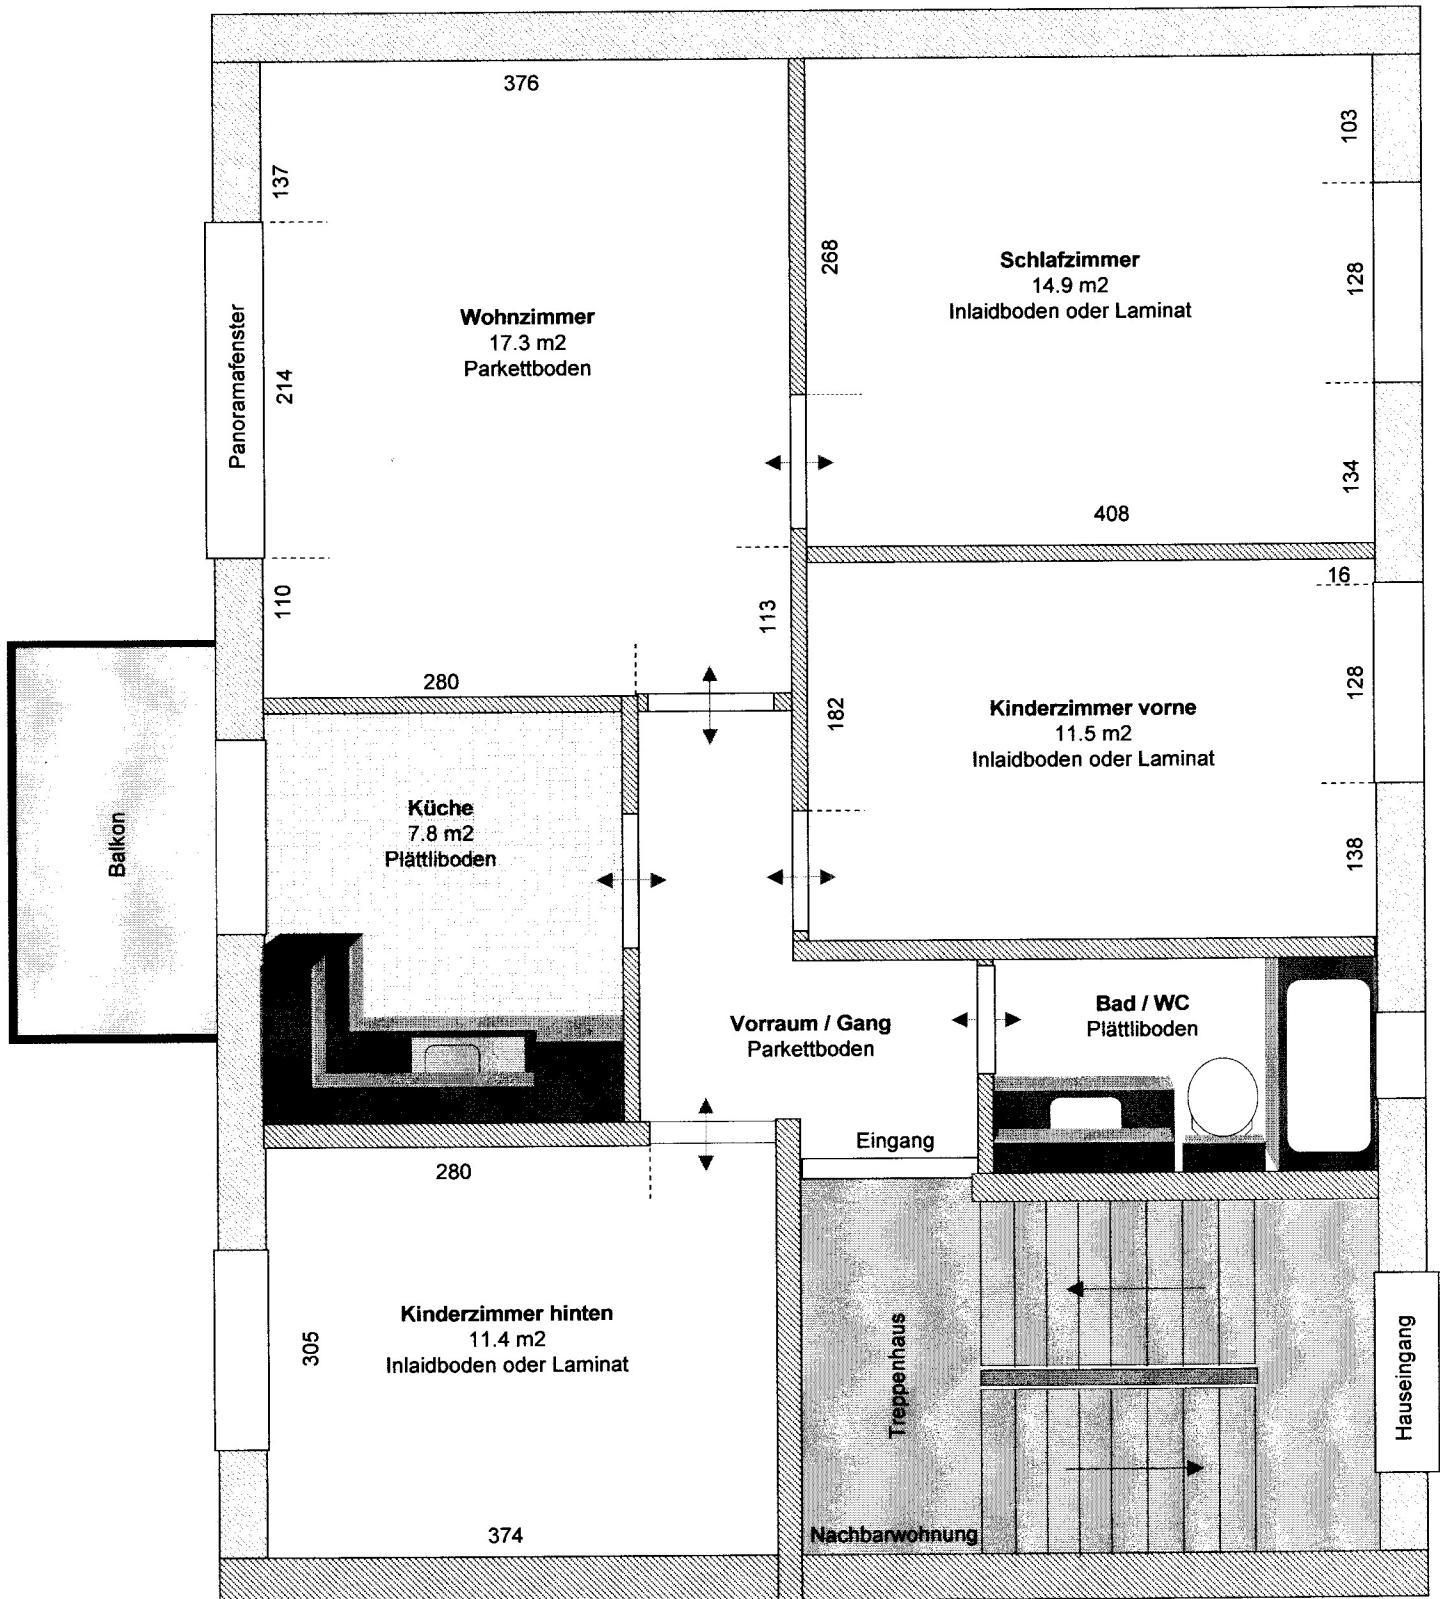 376
137
103
268
Schlafzimmer
14.9 m2
Inlaidboden oder Laminat
128
Panoramafenster
Wohnzimmer
17.3 m2
Parkettboden
214
134
408
16
110
113
280
182
Kinderzimmer vorne
11.5 m2
Inlaidboden oder Laminat
128
Küche
7.8 m2
Plättliboden
Balkon
138
Vorraum / Gang
Parkettboden
Bad / WC
Plättliboden
Eingang
280
Kinderzimmer hinten
11.4 m2
Inlaidboden oder Laminat
305
Treppenhaus
Hauseingang
374
Nachbarwohnung